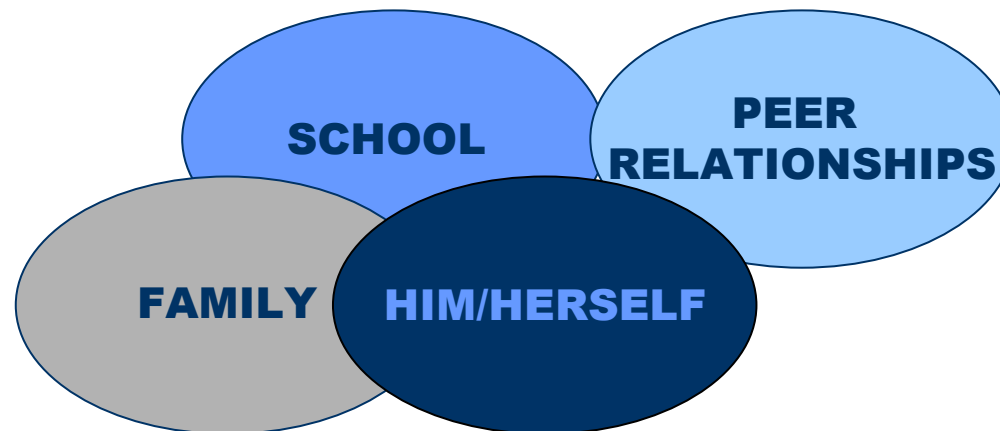 SCHOOL
PEER
RELATIONSHIPS
FAMILY
HIM/HERSELF